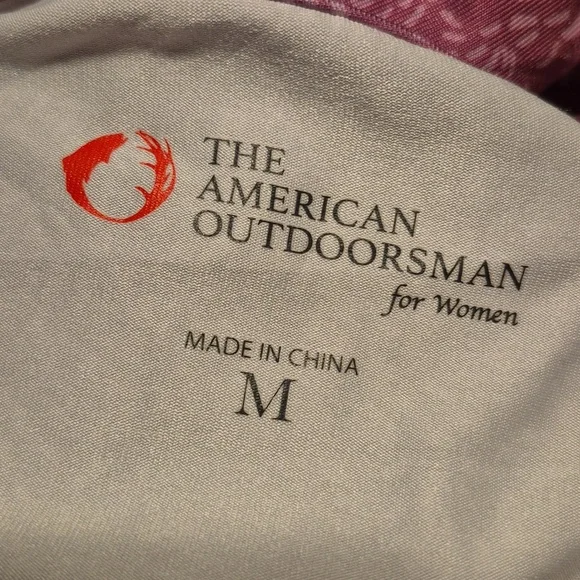 THE
AMERICAN
OUTDOORSMAN
for Women
MADE IN CHINA
M